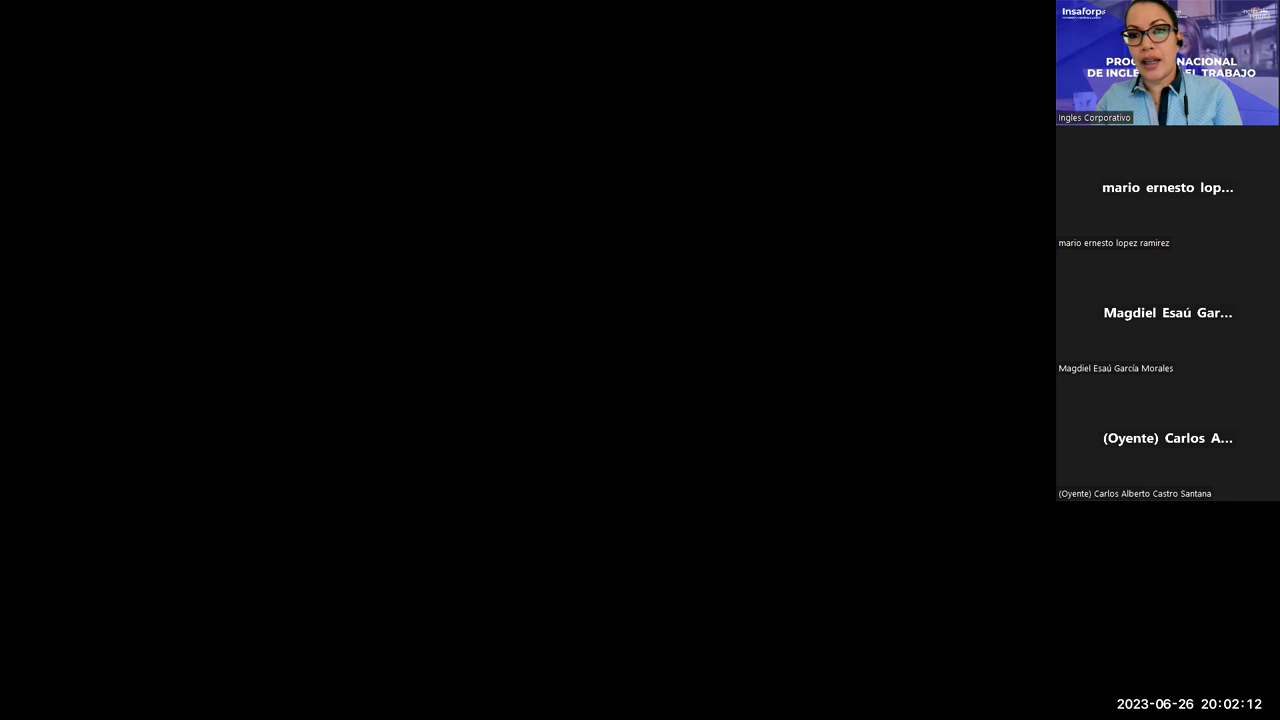 Insaforp
PROG NACIONAL
DE INGLE EL TRABAJO
Ingles Corporativo
mario ernesto lop...
mario ernesto lopez ramirez
Magdiel Esaú Gar...
Magdiel Esaú García Morales
(Oyente) Carlos A...
(Oyente) Carlos Alberto Castro Santana
2023-06-26 20:02:12